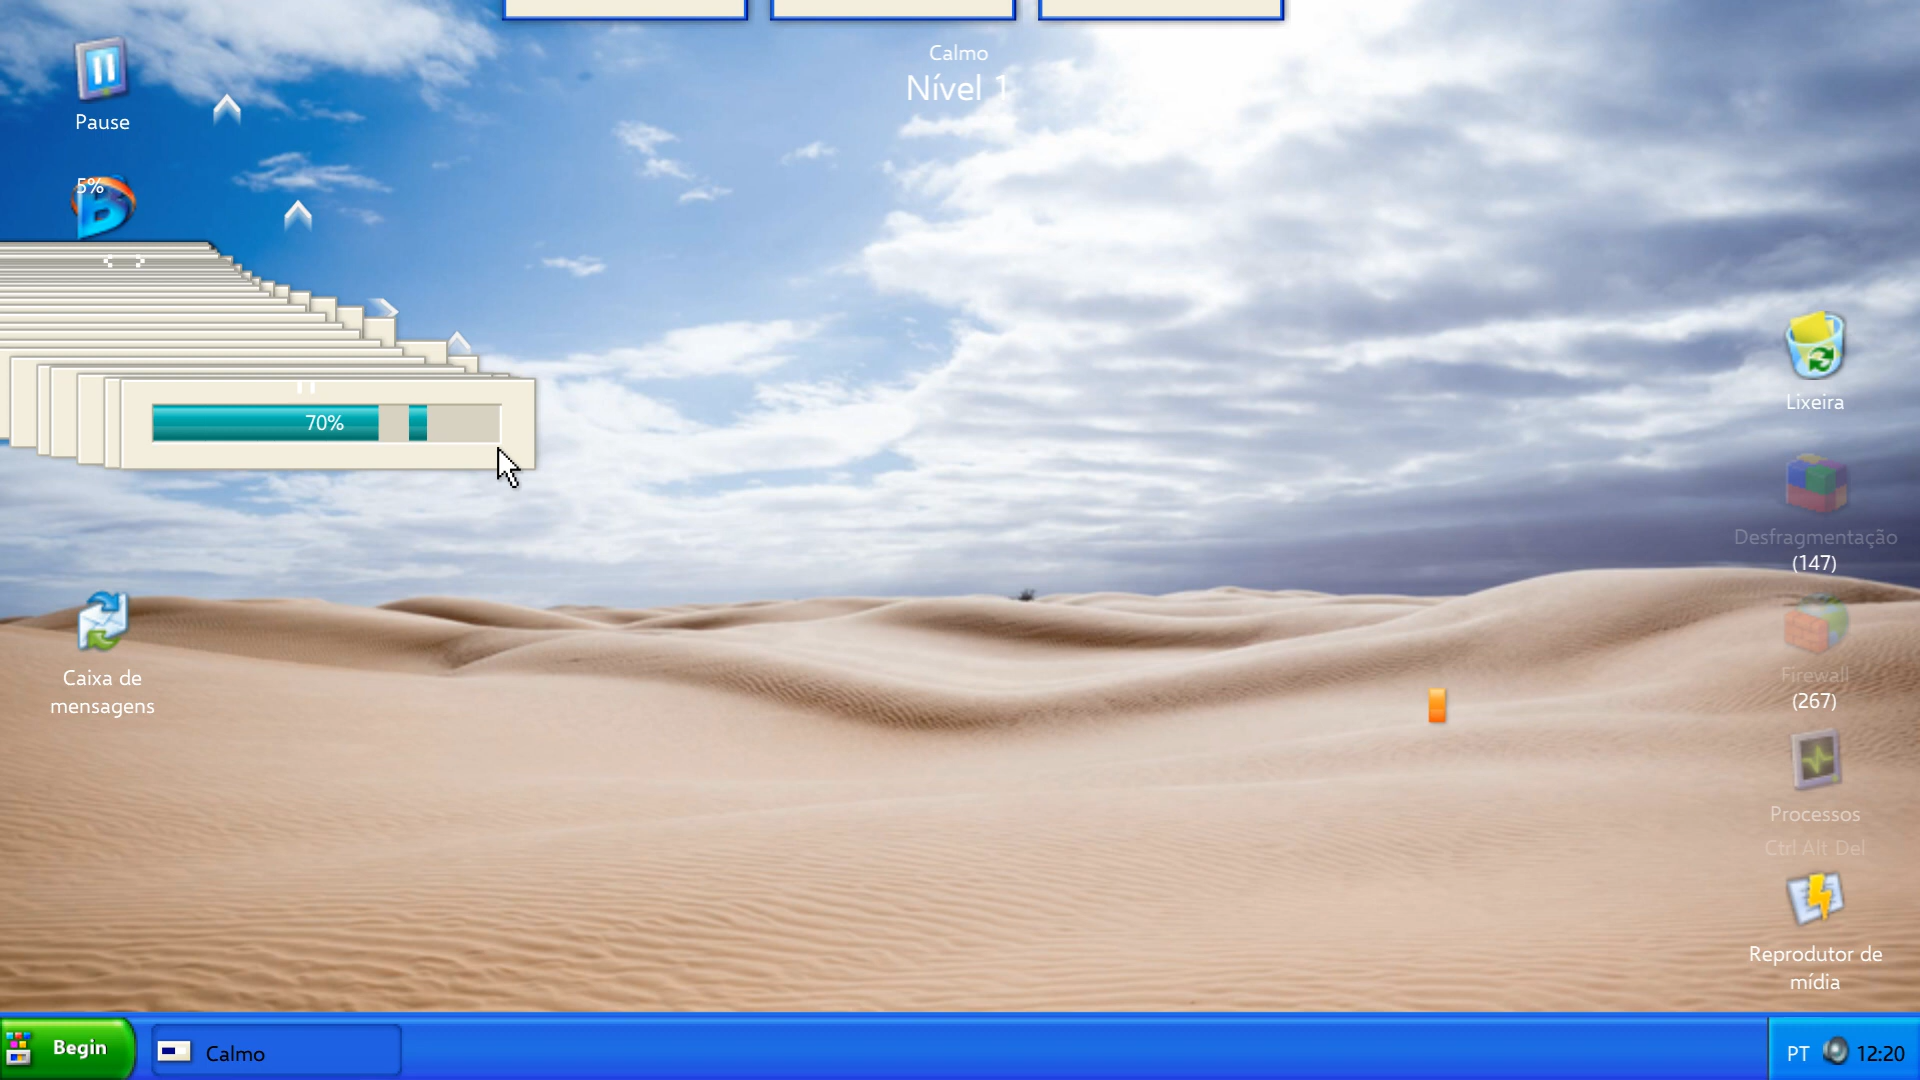 Calmo
Nível 1
Pause
5%
70%
Lixeira
Desfragmentação
(147)
Firewall
(267)
Processos
Ctrl Alt Del
Caixa de
mensagens
Reprodutor de
mídia
Begin
Calmo
PT
12:20